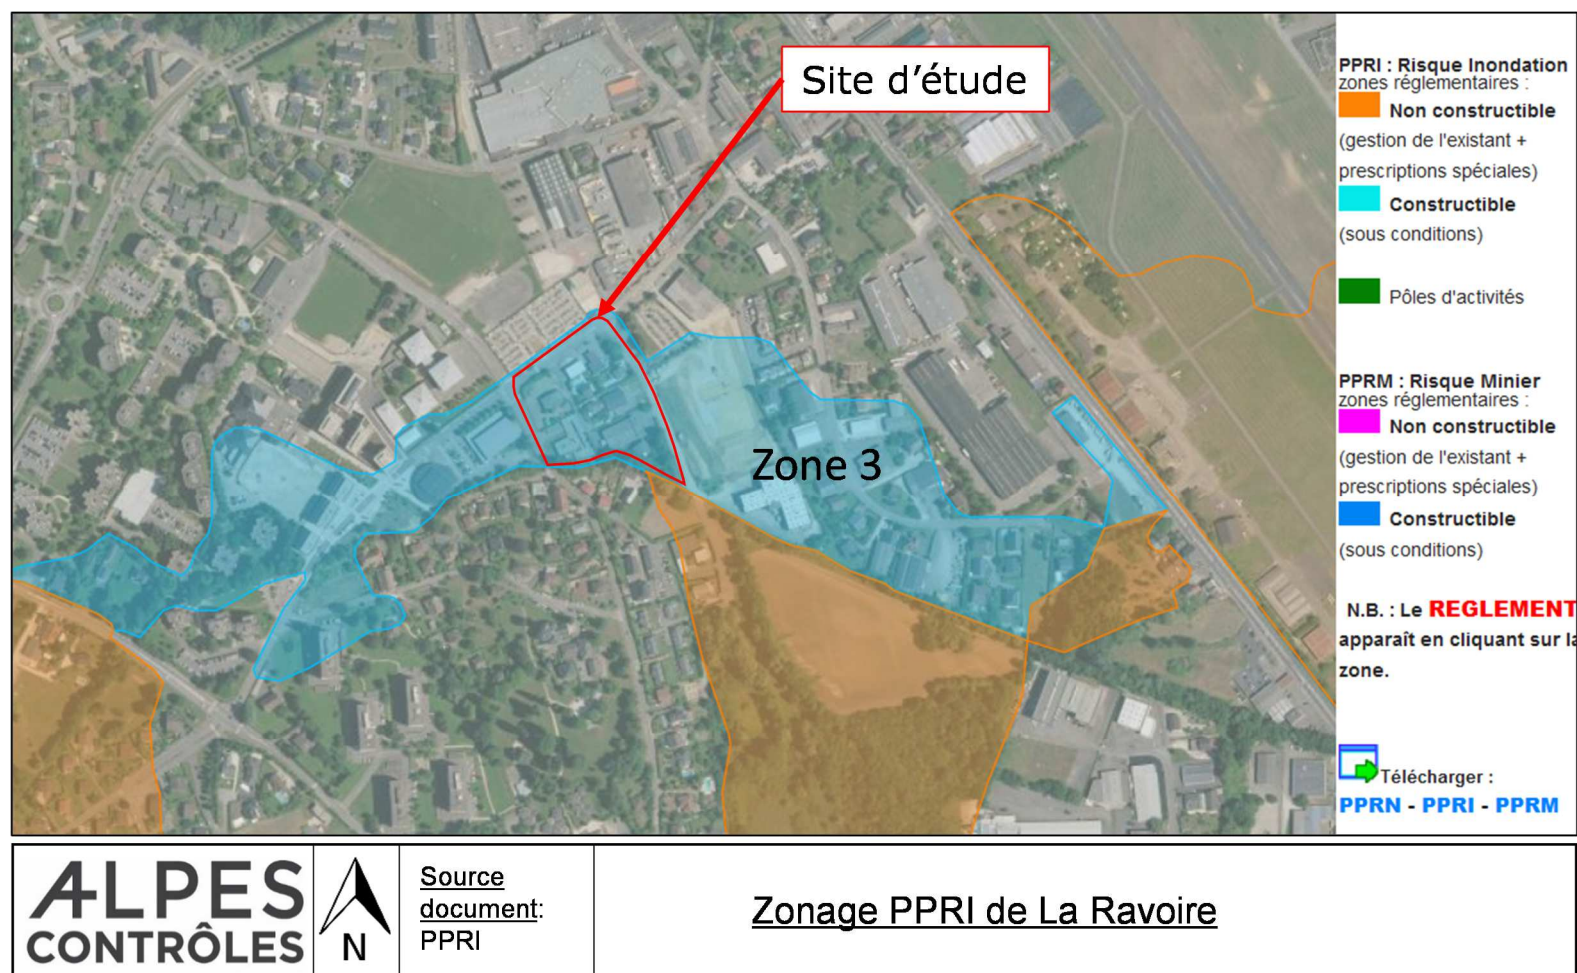 Site d'étude
Zone 3
PPRI : Risque Inondation
zones réglementaires :
Non constructible
(gestion de l'existant +
prescriptions spéciales)
Constructible
(sous conditions)
Pôles d'activités
PPRM : Risque Minier
zones réglementaires :
Non constructible
(gestion de l'existant +
prescriptions spéciales)
Constructible
(sous conditions)
N.B. : Le REGLEMENT
apparaît en cliquant sur la
zone.
Télécharger :
PPRN - PPRI - PPRM
ALPES
CONTRÔLES
N
Source
document:
PPRI
Zonage PPRI de La Ravoire